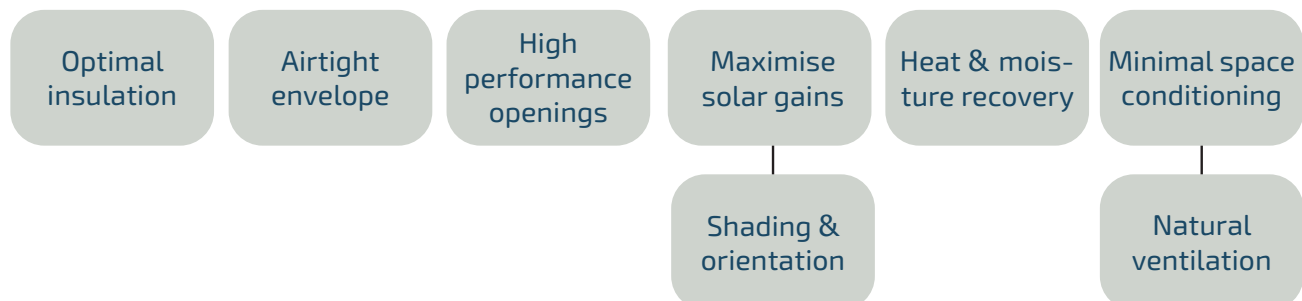 Optimal
insulation
Airtight
envelope
High
performance
openings
Maximise
solar gains
Heat & mois-
ture recovery
Minimal space
conditioning
Shading &
orientation
Natural
ventilation